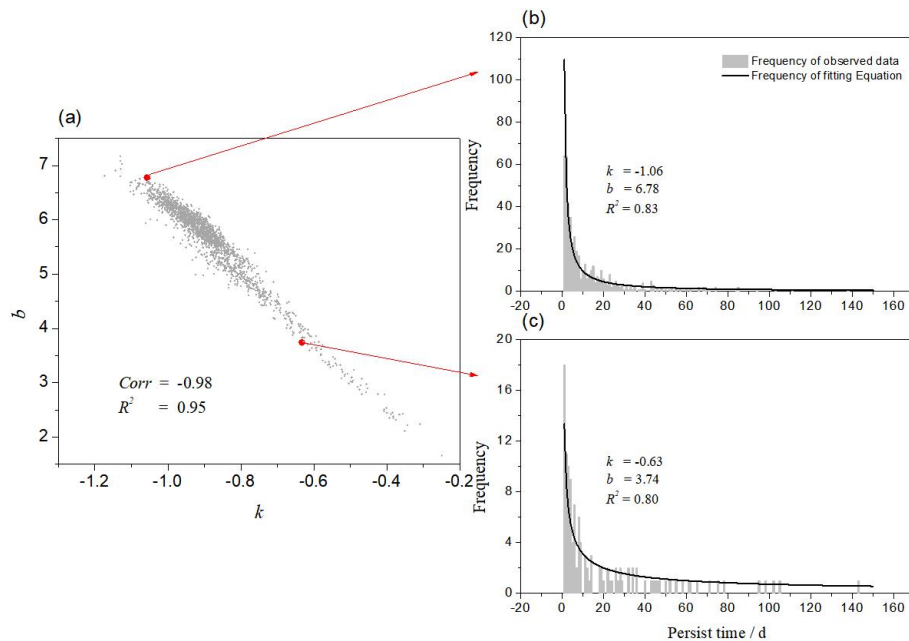 (a)
7
6
5
4
3
2
b
-1.2
-1.0
-0.8
-0.6
-0.4
-0.2
k
Corr = -0.98
R² = 0.95
(b)
120
100
80
60
40
20
0
Frequency
Frequency of observed data
Frequency of fitting Equation
k = -1.06
b = 6.78
R² = 0.83
-20 0 20 40 60 80 100 120 140 160
(c)
20
16
12
8
4
0
Frequency
k = -0.63
b = 3.74
R² = 0.80
-20 0 20 40 60 80 100 120 140 160
Persist time / d